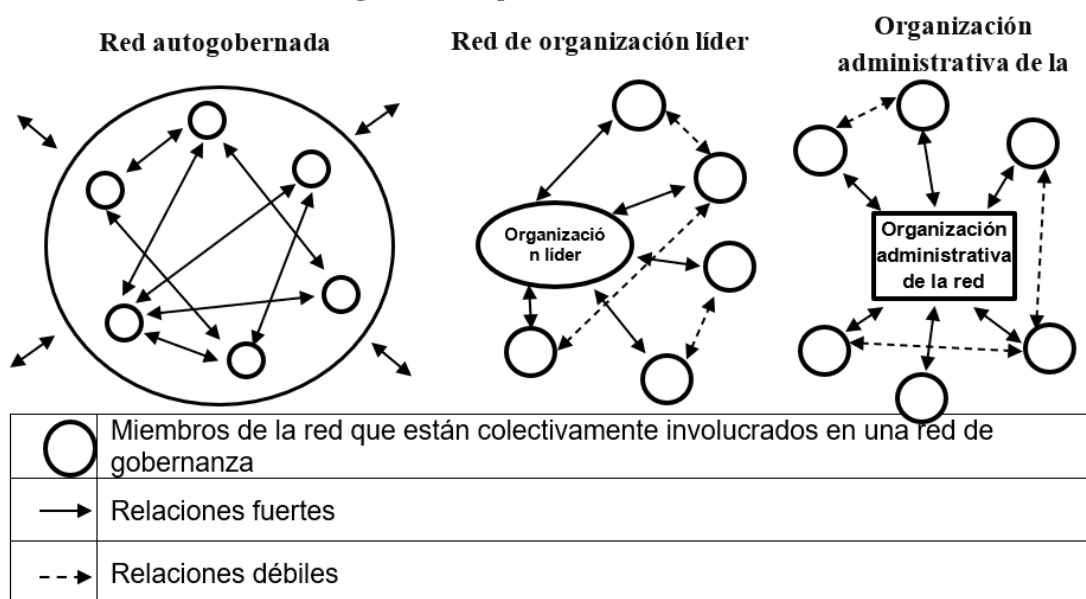 Red autogobernada
Red de organización líder
Organización
administrativa de la
Organizació
n líder
Organización
administrativa
de la red
Miembros de la red que están colectivamente involucrados en una red de
gobernanza
Relaciones fuertes
Relaciones débiles